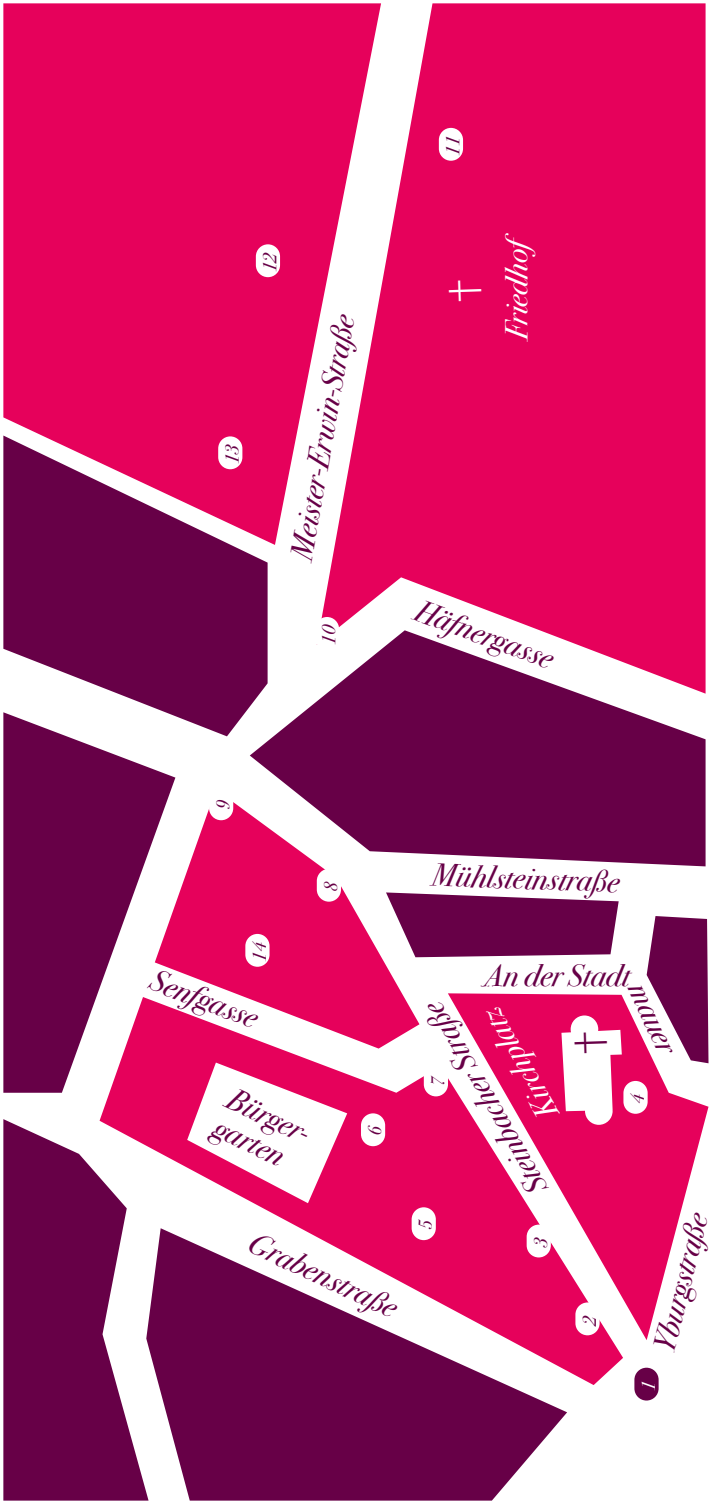 11
12
Friedhof
Meister-Erwin-Straße
13
10
Häfnergasse
9
Mühlsteinstraße
8
14
An der Stadt
mauer
Senfgasse
Kirchplatz
Steinbacher Straße
7
4
Bürger-
garten
6
5
3
Grabenstraße
Yburgstraße
2
1